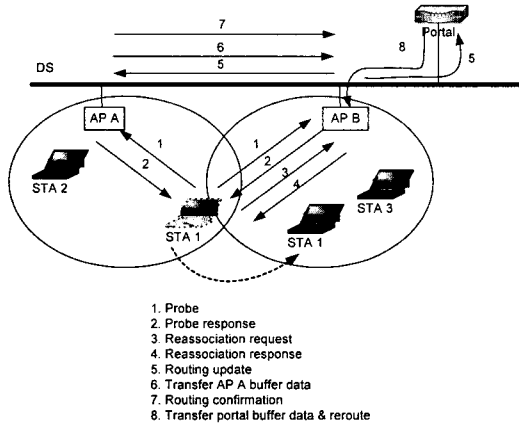 7
6
5
8
Portal
5
DS
AP A
AP B
1
2
1
2
3
4
STA 2
STA 1
STA 1
STA 3
1. Probe
2. Probe response
3. Reassociation request
4. Reassociation response
5. Routing update
6. Transfer AP A buffer data
7. Routing confirmation
8. Transfer portal buffer data & reroute